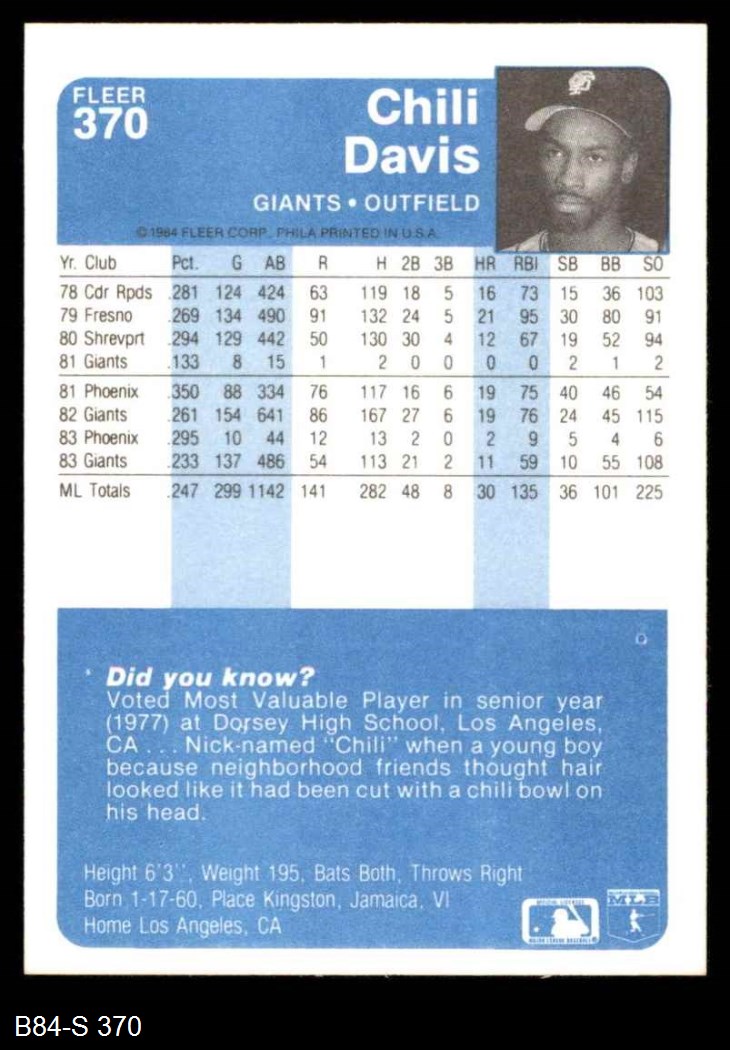 FLEER
370
Chili
Davis
GIANTS • OUTFIELD
© 1984 FLEER CORP., PHILA PRINTED IN U.S.A.
Yr. Club Pct. G AB R H 2B 3B HR RBI SB BB SO
78 Cdr Rpds .281 124 424 63 119 18 5 16 73 15 36 103
79 Fresno .269 134 490 91 132 24 5 21 95 30 80 91
80 Shrevprt .294 129 442 50 130 30 4 12 67 19 52 94
81 Giants .133 8 15 1 2 0 0 0 0 2 1 2
81 Phoenix .350 88 334 76 117 16 6 19 75 40 46 54
82 Giants .261 154 641 86 167 27 6 19 76 24 45 115
83 Phoenix .295 10 44 12 13 2 0 2 9 5 4 6
83 Giants .233 137 486 54 113 21 2 11 59 10 55 108
ML Totals .247 299 1142 141 282 48 8 30 135 36 101 225
Did you know?
Voted Most Valuable Player in senior year
(1977) at Dorsey High School, Los Angeles,
CA . . . Nick-named "Chili" when a young boy
because neighborhood friends thought hair
looked like it had been cut with a chili bowl on
his head.
Height 6'3'', Weight 195, Bats Both, Throws Right
Born 1-17-60, Place Kingston, Jamaica, VI
Home Los Angeles, CA
MAJOR LEAGUE BASEBALL
B84-S 370